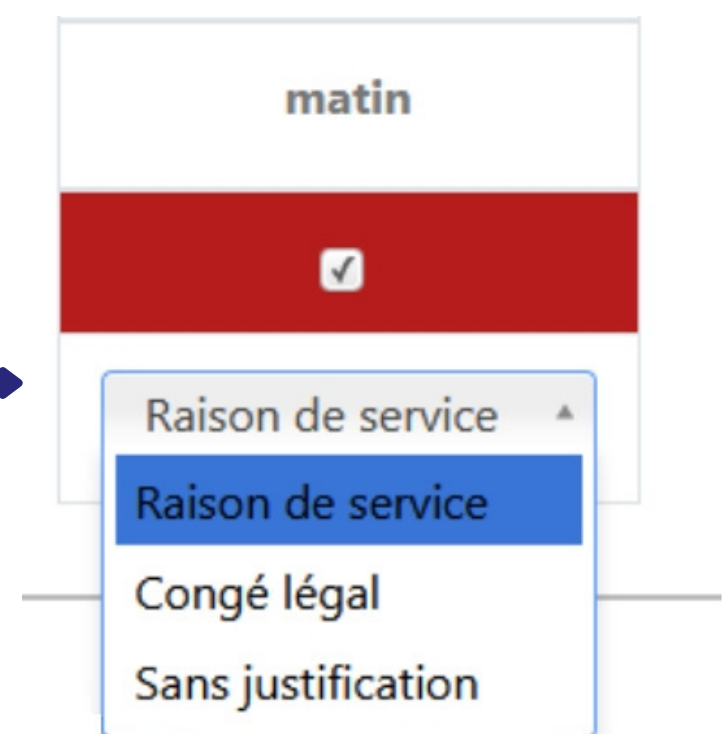 matin
Raison de service
Raison de service
Congé légal
Sans justification